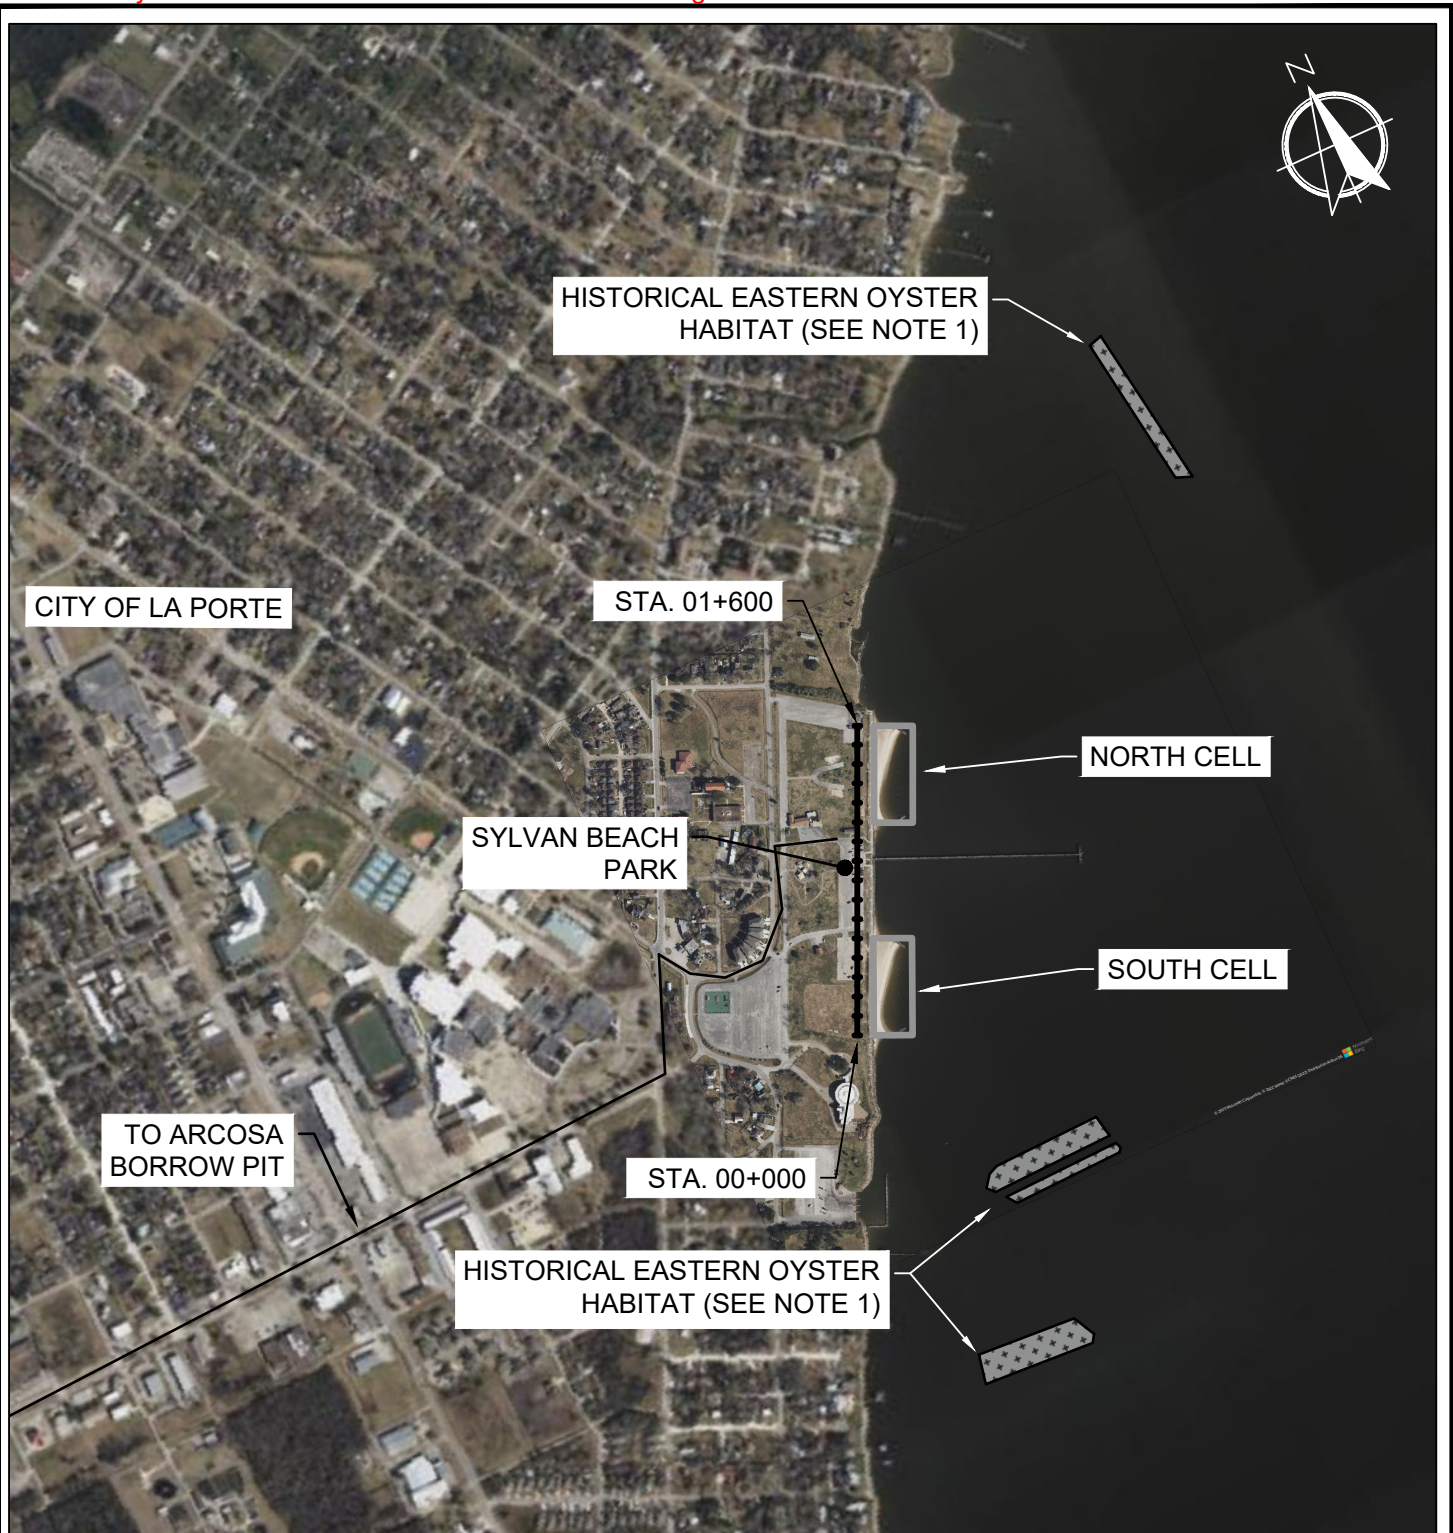 N
HISTORICAL EASTERN OYSTER
HABITAT (SEE NOTE 1)
CITY OF LA PORTE
STA. 01+600
NORTH CELL
SYLVAN BEACH
PARK
SOUTH CELL
TO ARCOSA
BORROW PIT
STA. 00+000
HISTORICAL EASTERN OYSTER
HABITAT (SEE NOTE 1)